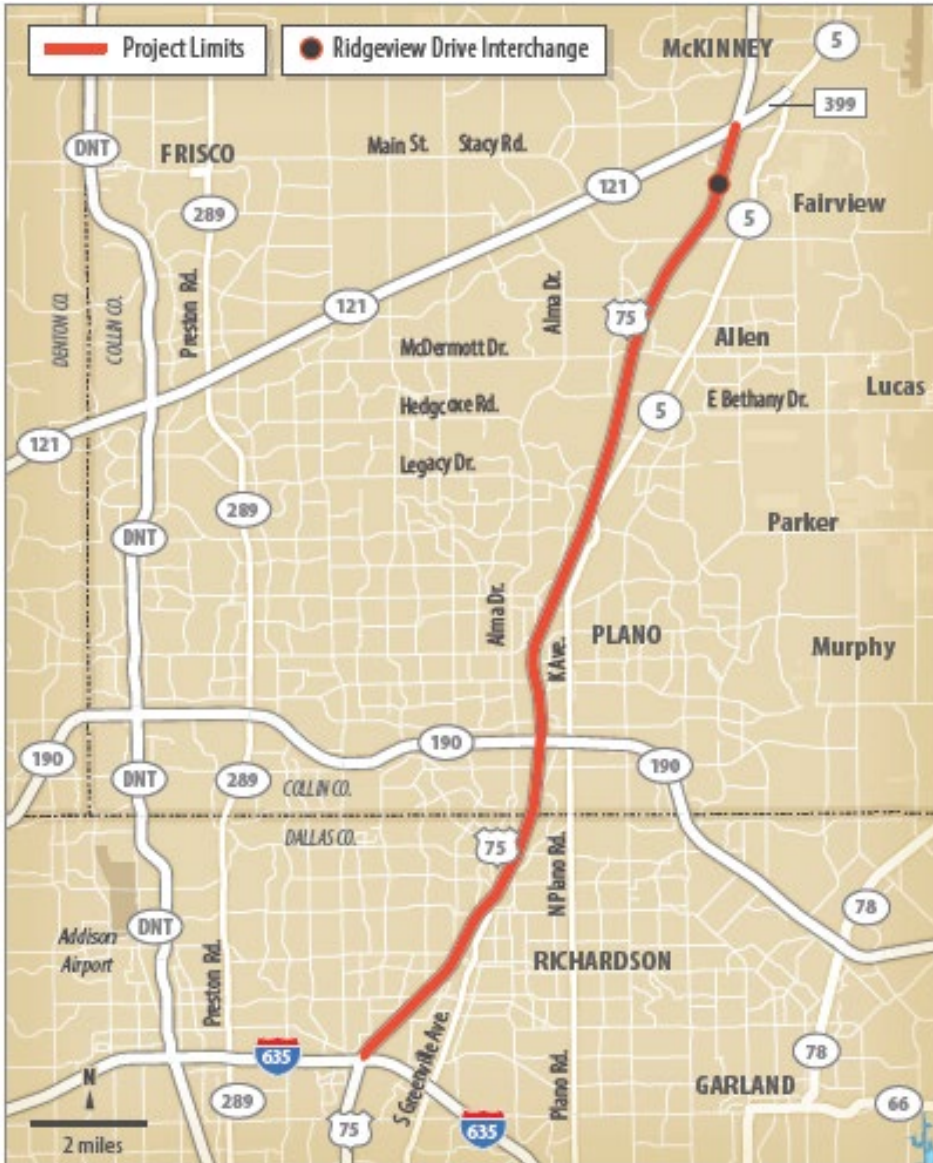 Project Limits
Ridgeview Drive Interchange
McKINNEY
5
399
DNT
FRISCO
Main St.
Stacy Rd.
121
289
Fairview
5
DENTON CO.
COLLIN CO.
Preston Rd.
121
Alma Dr.
75
McDermott Dr.
Allen
Lucas
Hedgcoxe Rd.
5
E Bethany Dr.
121
Legacy Dr.
289
DNT
Parker
Alma Dr.
K Ave.
PLANO
Murphy
190
190
DNT
289
190
COLLIN CO.
DALLAS CO.
75
N Plano Rd.
78
DNT
Addison
Airport
Preston Rd.
RICHARDSON
635
S Greenville Ave.
Plano Rd.
78
GARLAND
N
289
66
2 miles
75
635